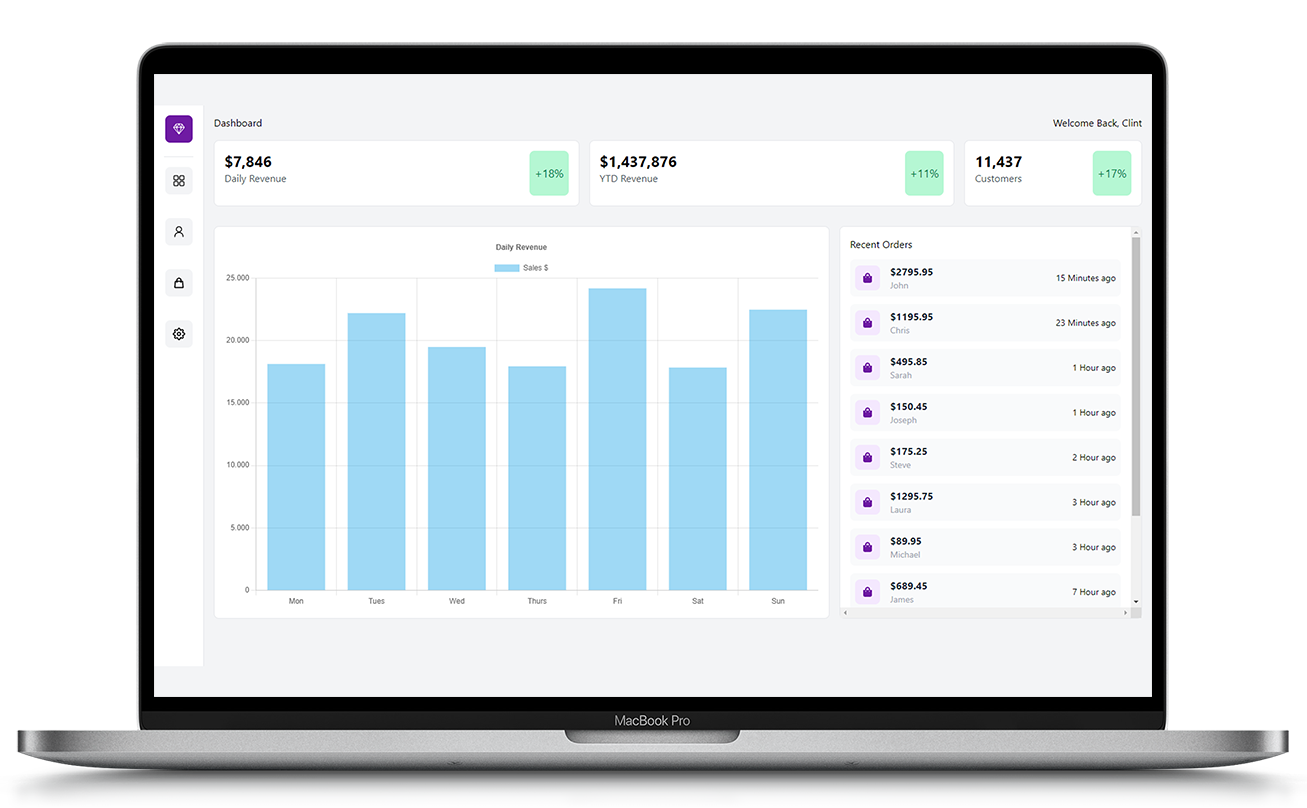 Dashboard
Welcome Back, Clint
$7,846
Daily Revenue
+18%
$1,437,876
YTD Revenue
+11%
11,437
Customers
+17%
Daily Revenue
Sales $
25.000
20.000
15.000
10.000
5.000
0
Mon Tues Wed Thurs Fri Sat Sun
Recent Orders
$2795.95
John
15 Minutes ago
$1195.95
Chris
23 Minutes ago
$495.85
Sarah
1 Hour ago
$150.45
Joseph
1 Hour ago
$175.25
Steve
2 Hour ago
$1295.75
Laura
3 Hour ago
$89.95
Michael
3 Hour ago
$689.45
James
7 Hour ago
MacBook Pro